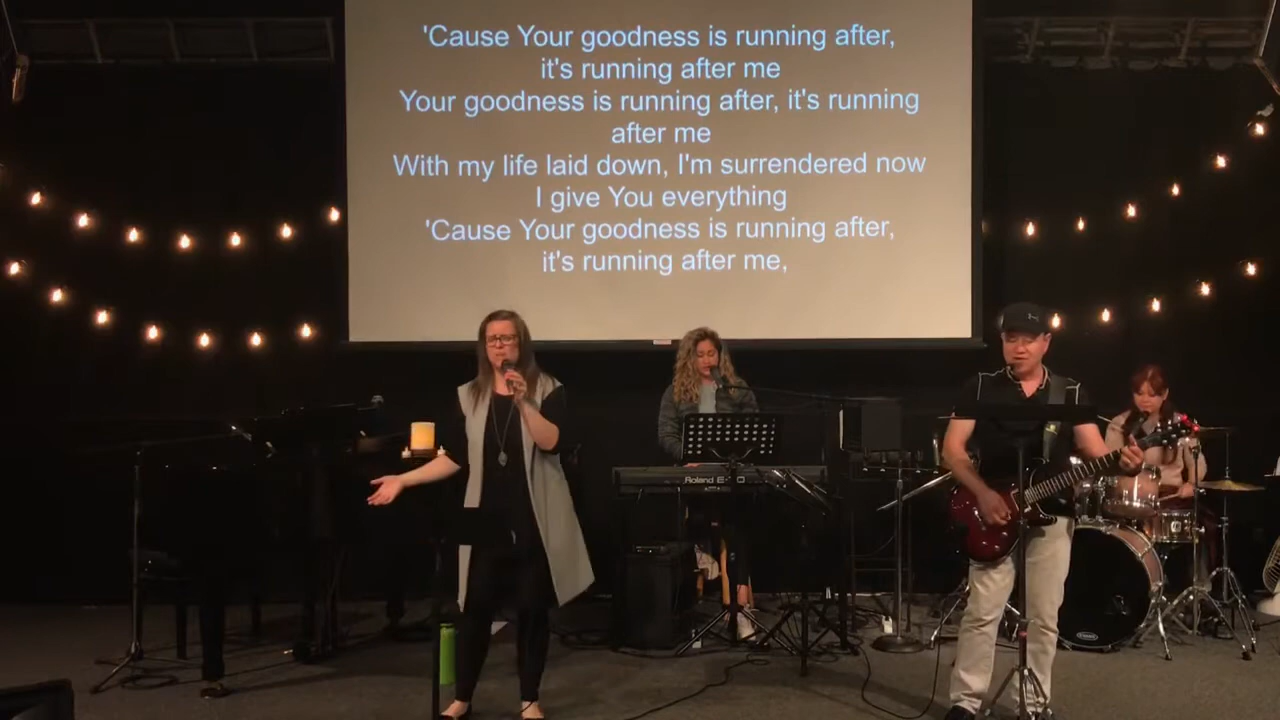 'Cause Your goodness is running after,
it's running after me
Your goodness is running after, it's running
after me
With my life laid down, I'm surrendered now
I give You everything
'Cause Your goodness is running after,
it's running after me,
Roland E-